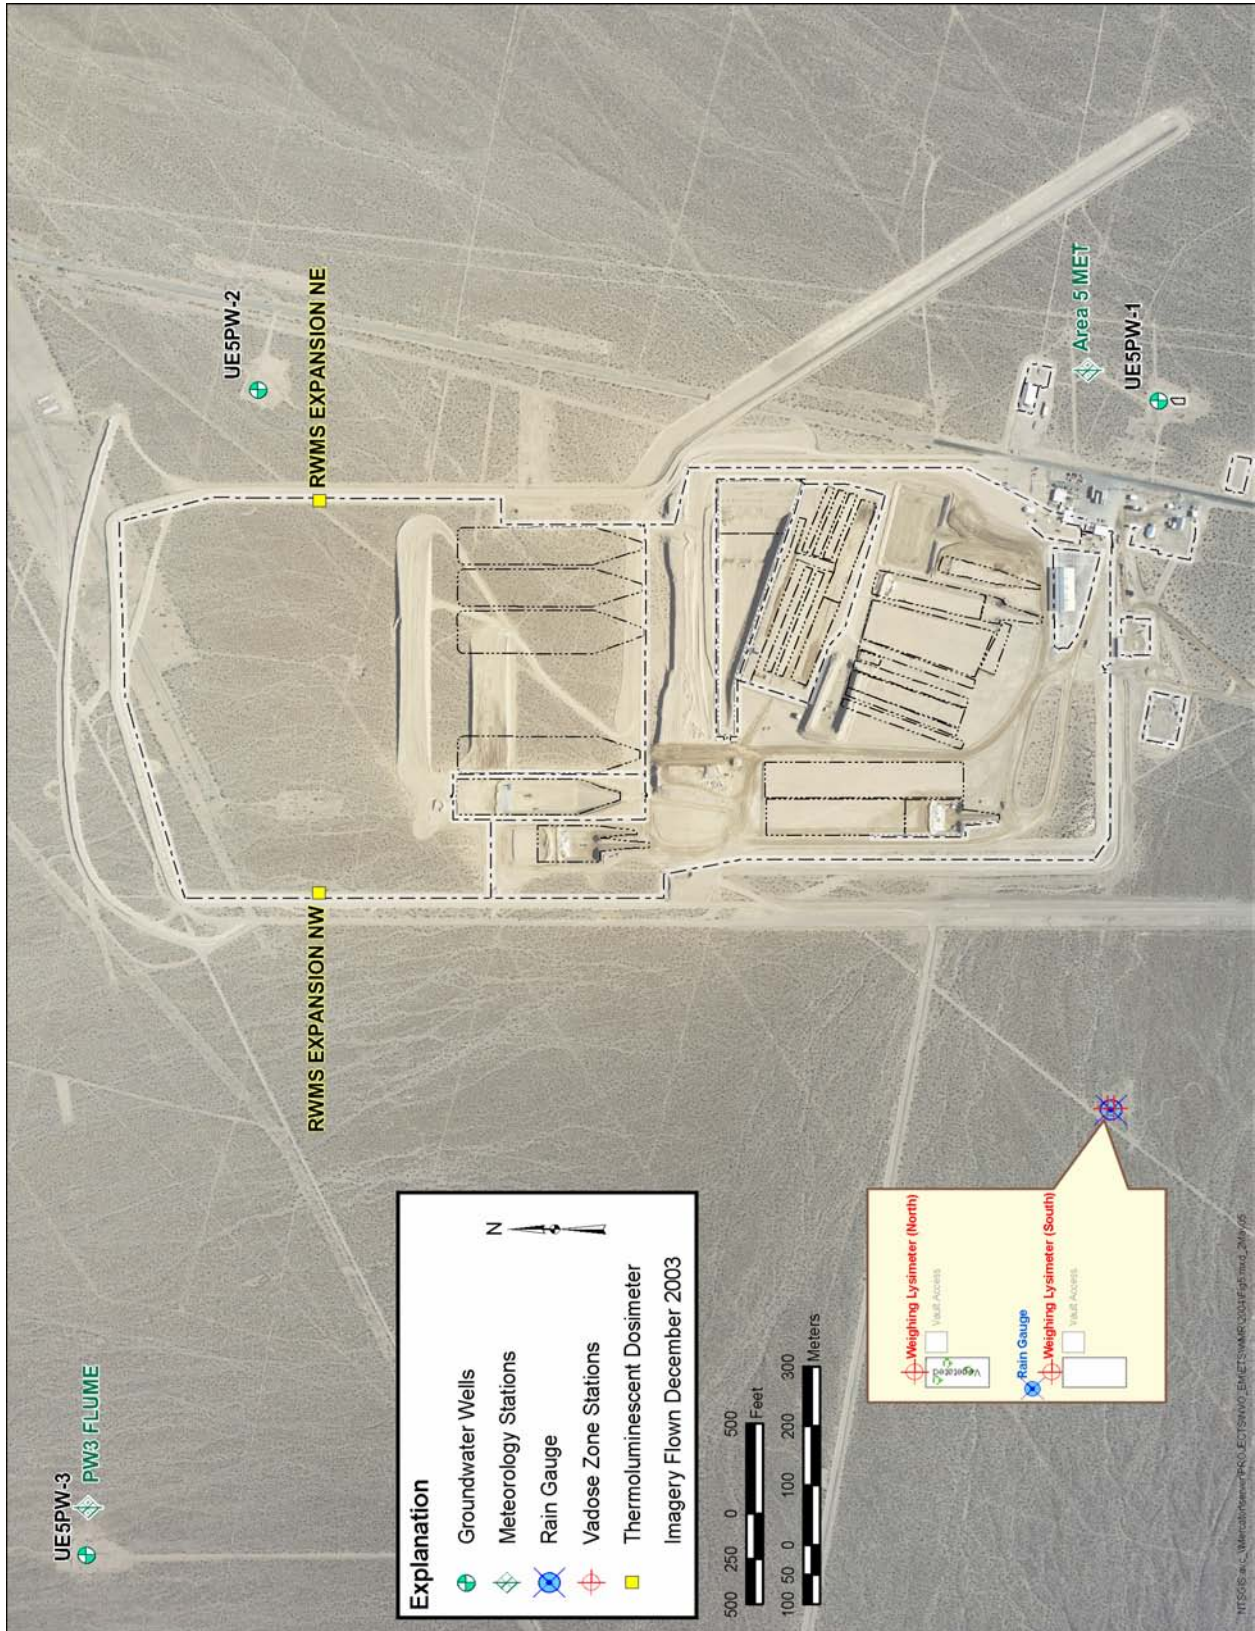 UE5PW-3
PW3 FLUME
UE5PW-2
RWMS EXPANSION NW
RWMS EXPANSION NE
Area 5 MET
UE5PW-1
Explanation
Groundwater Wells
Meteorology Stations
Rain Gauge
Vadose Zone Stations
Thermoluminescent Dosimeter
Imagery Flown December 2003
N
500 250 0 500
Feet
100 50 0 100 200 300
Meters
Weighing Lysimeter (North)
Vault Access
Vegetated
Rain Gauge
Weighing Lysimeter (South)
Vault Access